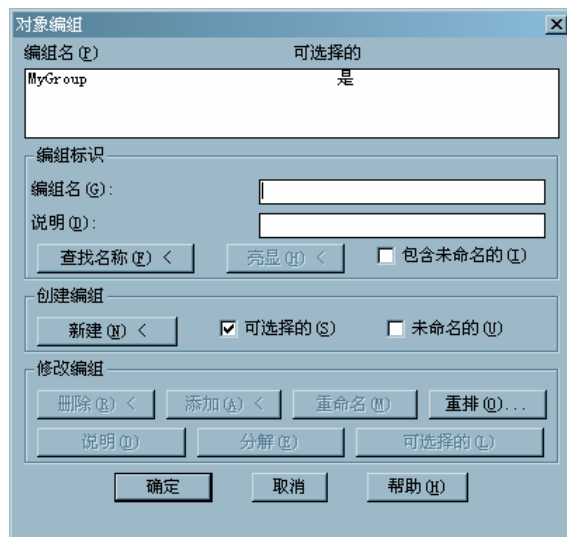 对象编组
编组名(P) 可选择的
MyGroup 是
编组标识
编组名(G):
说明(D):
查找名称(F) < 亮显(H) < 包含未命名的(I)
创建编组
新建(N) < 可选择的(S) 未命名的(U)
修改编组
删除(R) < 添加(A) < 重命名(M) 重排(O)...
说明(D) 分解(E) 可选择的(L)
确定 取消 帮助(H)